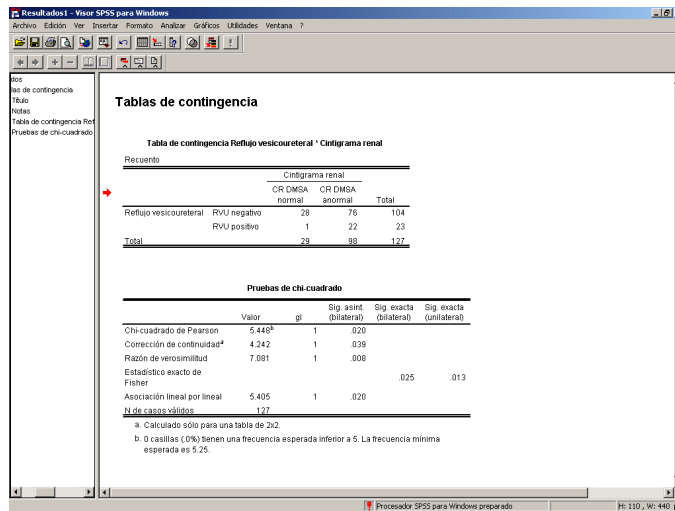 Resultados1 - Visor SPSS para Windows
Archivo Edición Ver Insertar Formato Analizar Gráficos Utilidades Ventana ?
dos
las de contingencia
Título
Notas
Tabla de contingencia Ref
Pruebas de chi-cuadrado
Tablas de contingencia
Tabla de contingencia Reflujo vesicoureteral * Cintigrama renal
Recuento
Cintigrama renal
CR DMSA normal CR DMSA anormal Total
Reflujo vesicoureteral RVU negativo 28 76 104
RVU positivo 1 22 23
Total 29 98 127
Pruebas de chi-cuadrado
Valor gl Sig. asint. (bilateral) Sig. exacta (bilateral) Sig. exacta (unilateral)
Chi-cuadrado de Pearson 5.448b 1 .020
Corrección de continuidada 4.242 1 .039
Razón de verosimilitud 7.081 1 .008
Estadístico exacto de Fisher .025 .013
Asociación lineal por lineal 5.405 1 .020
N de casos válidos 127
a. Calculado sólo para una tabla de 2x2.
b. 0 casillas (.0%) tienen una frecuencia esperada inferior a 5. La frecuencia mínima
esperada es 5.25.
Procesador SPSS para Windows preparado
H: 110 , W: 440